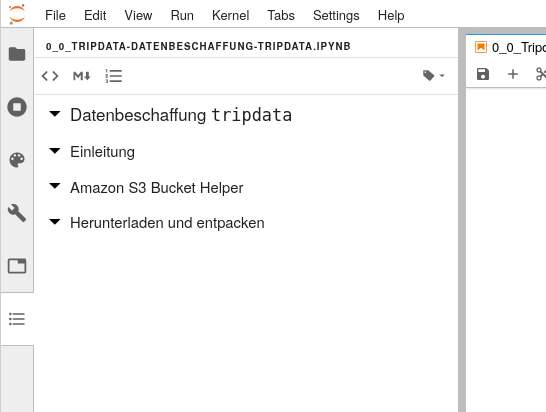 File Edit View Run Kernel Tabs Settings Help
0_0_TRIPDATA-DATENBESCHAFFUNG-TRIPDATA.IPYNB
0_0_Tripd
M
Datenbeschaffung tripdata
Einleitung
Amazon S3 Bucket Helper
Herunterladen und entpacken